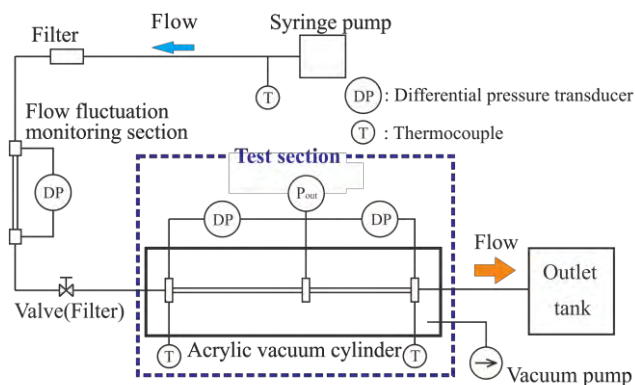 Syringe pump
Flow
Filter
T
DP : Differential pressure transducer
T : Thermocouple
Flow fluctuation
monitoring section
DP
Test section
Pout
DP
DP
Flow
Outlet
tank
Valve(Filter)
T
Acrylic vacuum cylinder
T
Vacuum pump